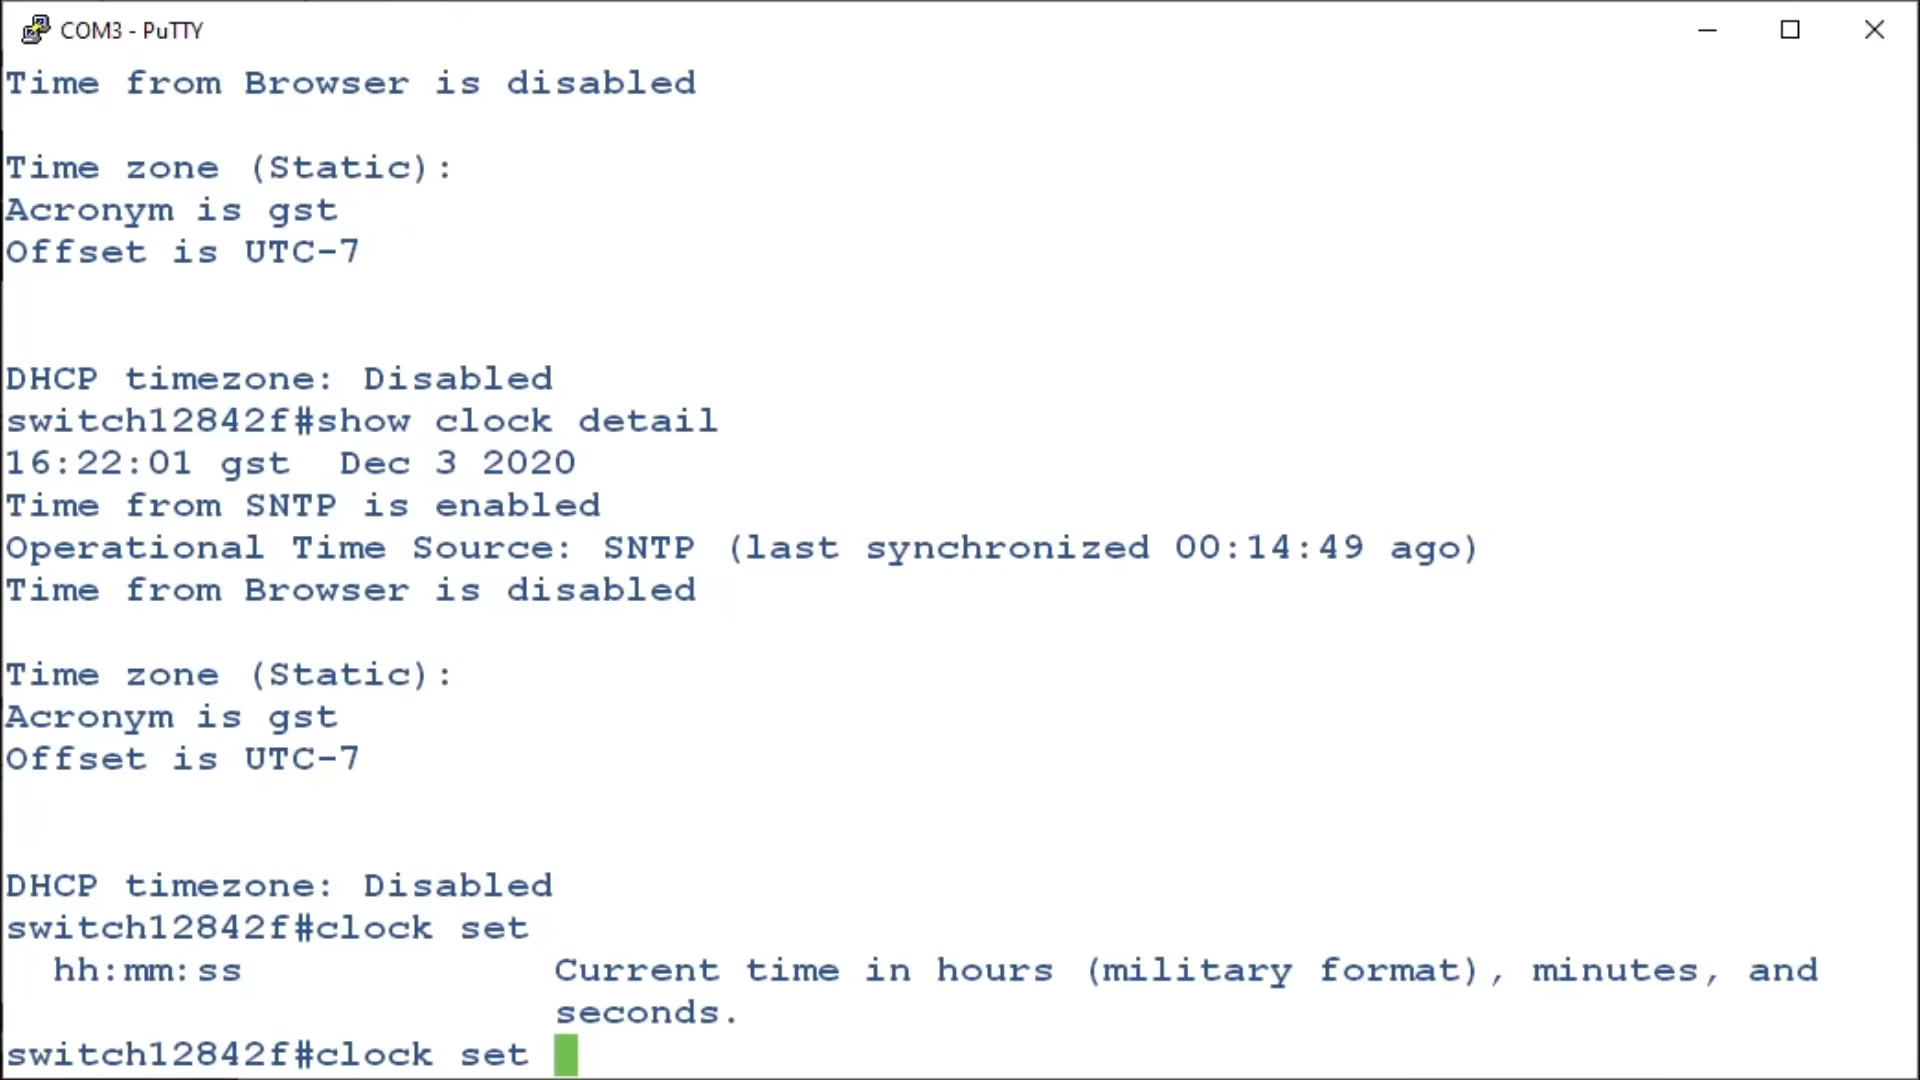 COM3 - PuTTY
Time from Browser is disabled
Time zone (Static):
Acronym is gst
Offset is UTC-7
DHCP timezone: Disabled
switch12842f#show clock detail
16:22:01 gst  Dec 3 2020
Time from SNTP is enabled
Operational Time Source: SNTP (last synchronized 00:14:49 ago)
Time from Browser is disabled
Time zone (Static):
Acronym is gst
Offset is UTC-7
DHCP timezone: Disabled
switch12842f#clock set
  hh:mm:ss             Current time in hours (military format), minutes, and
                       seconds.
switch12842f#clock set